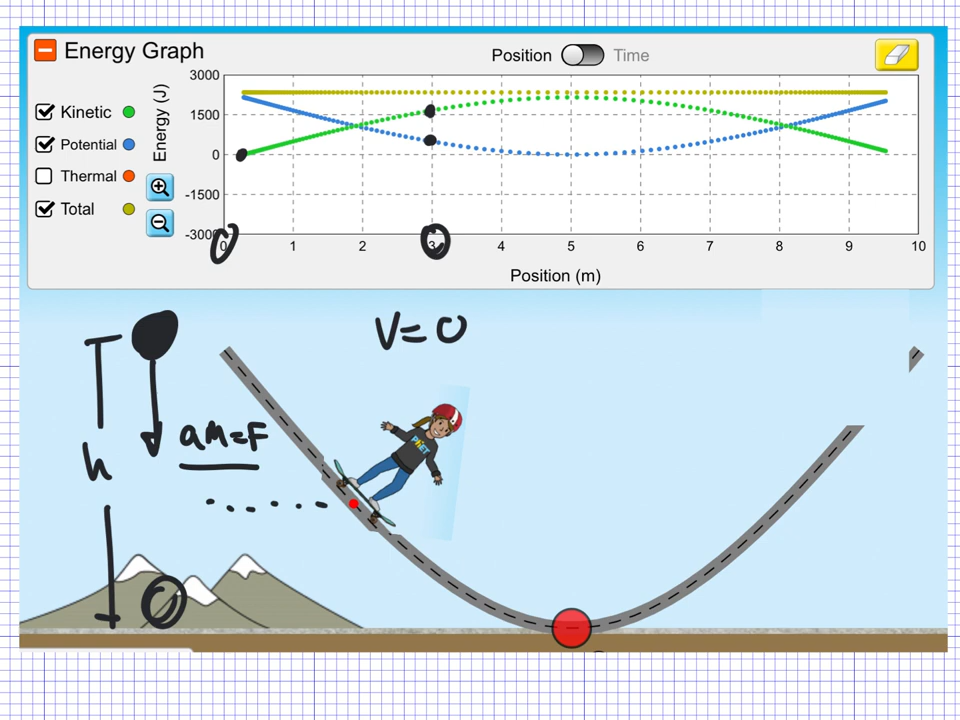 Energy Graph
Position Time
Kinetic
Potential
Thermal
Total
Energy (J)
3000
1500
0
-1500
-3000
0 1 2 3 4 5 6 7 8 9 10
Position (m)
V=0
am=F
h
0
PhET